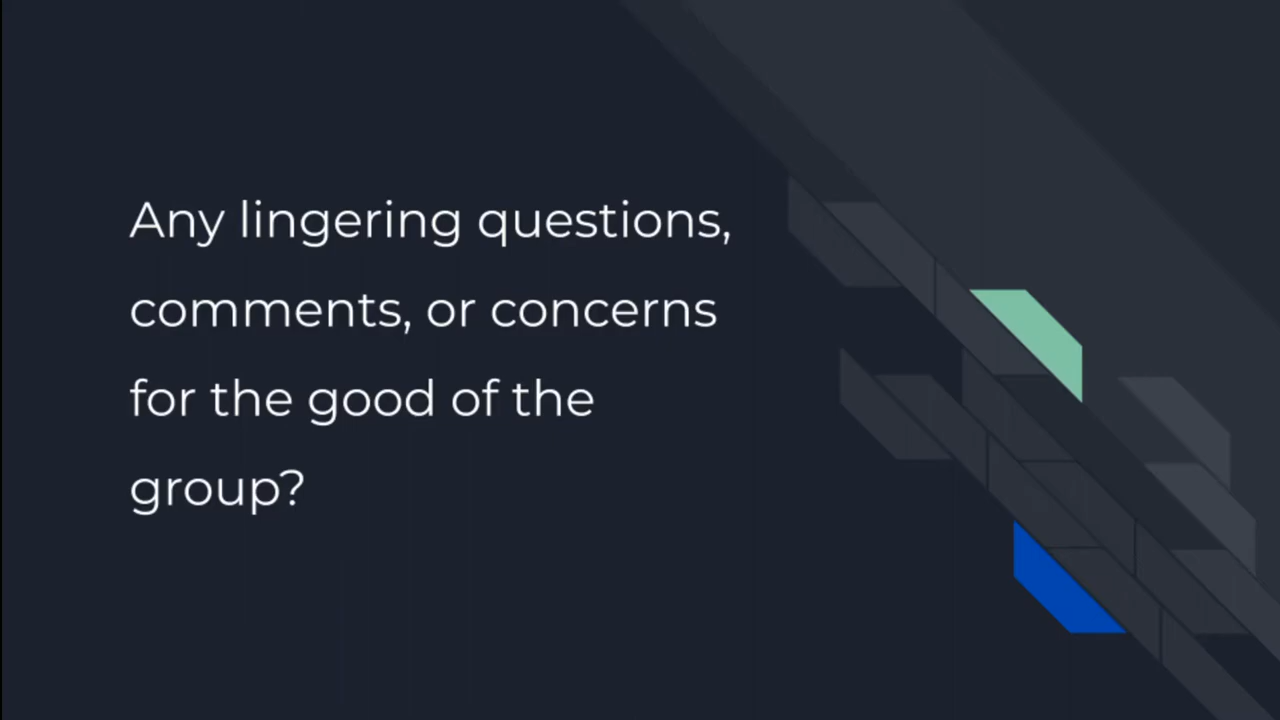 Any lingering questions,
comments, or concerns
for the good of the
group?